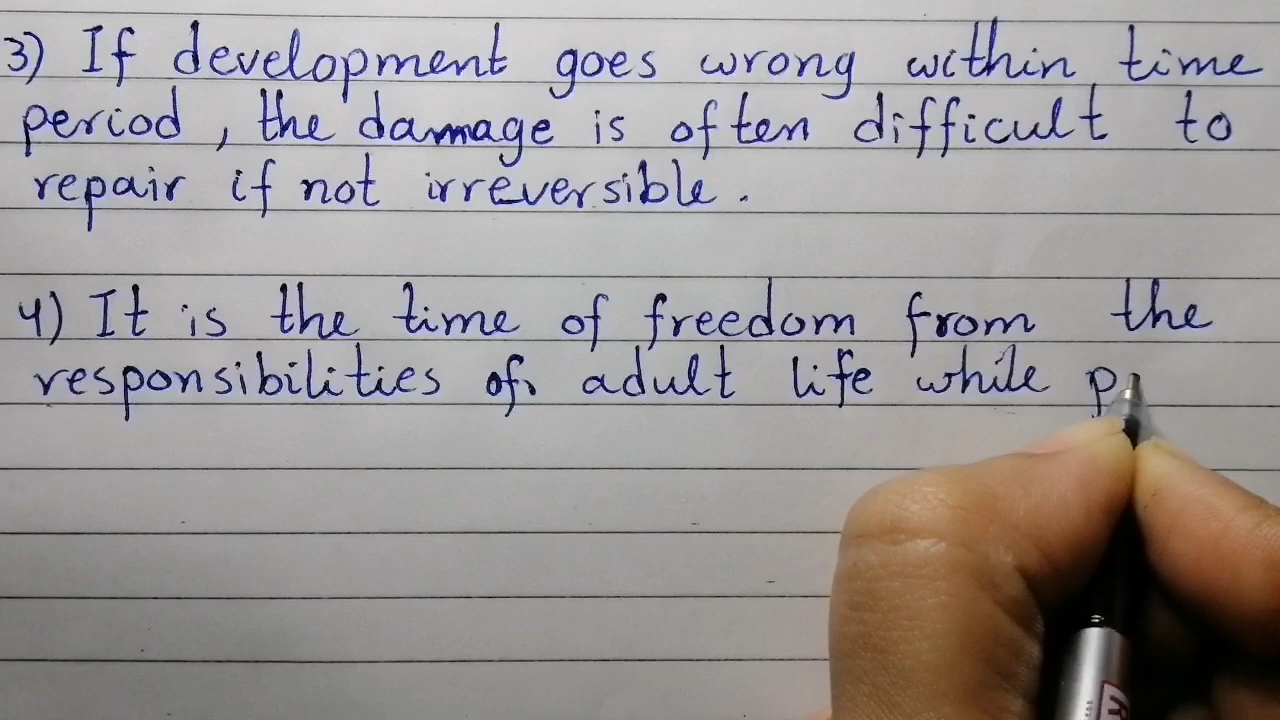 3) If development goes wrong within time
period, the damage is often difficult to
repair if not irreversible.
4) It is the time of freedom from the
responsibilities of adult life while